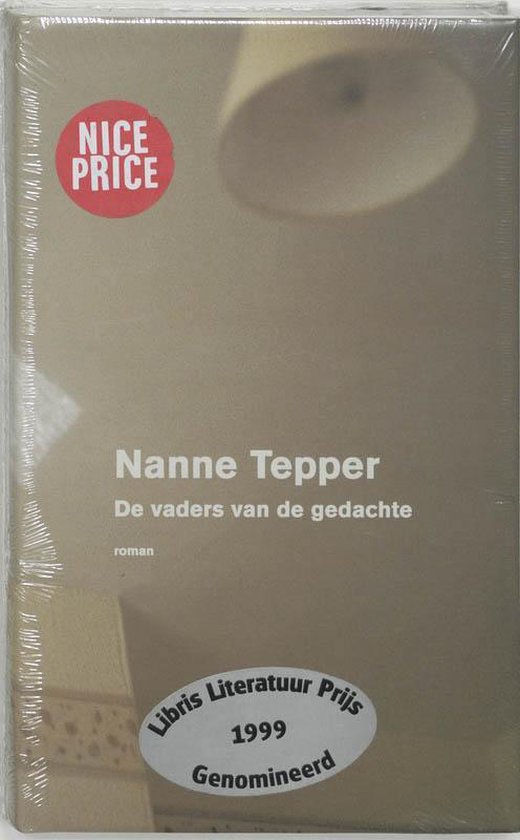 NICE
PRICE
Nanne Tepper
De vaders van de gedachte
roman
Libris Literatuur Prijs
1999
Genomineerd